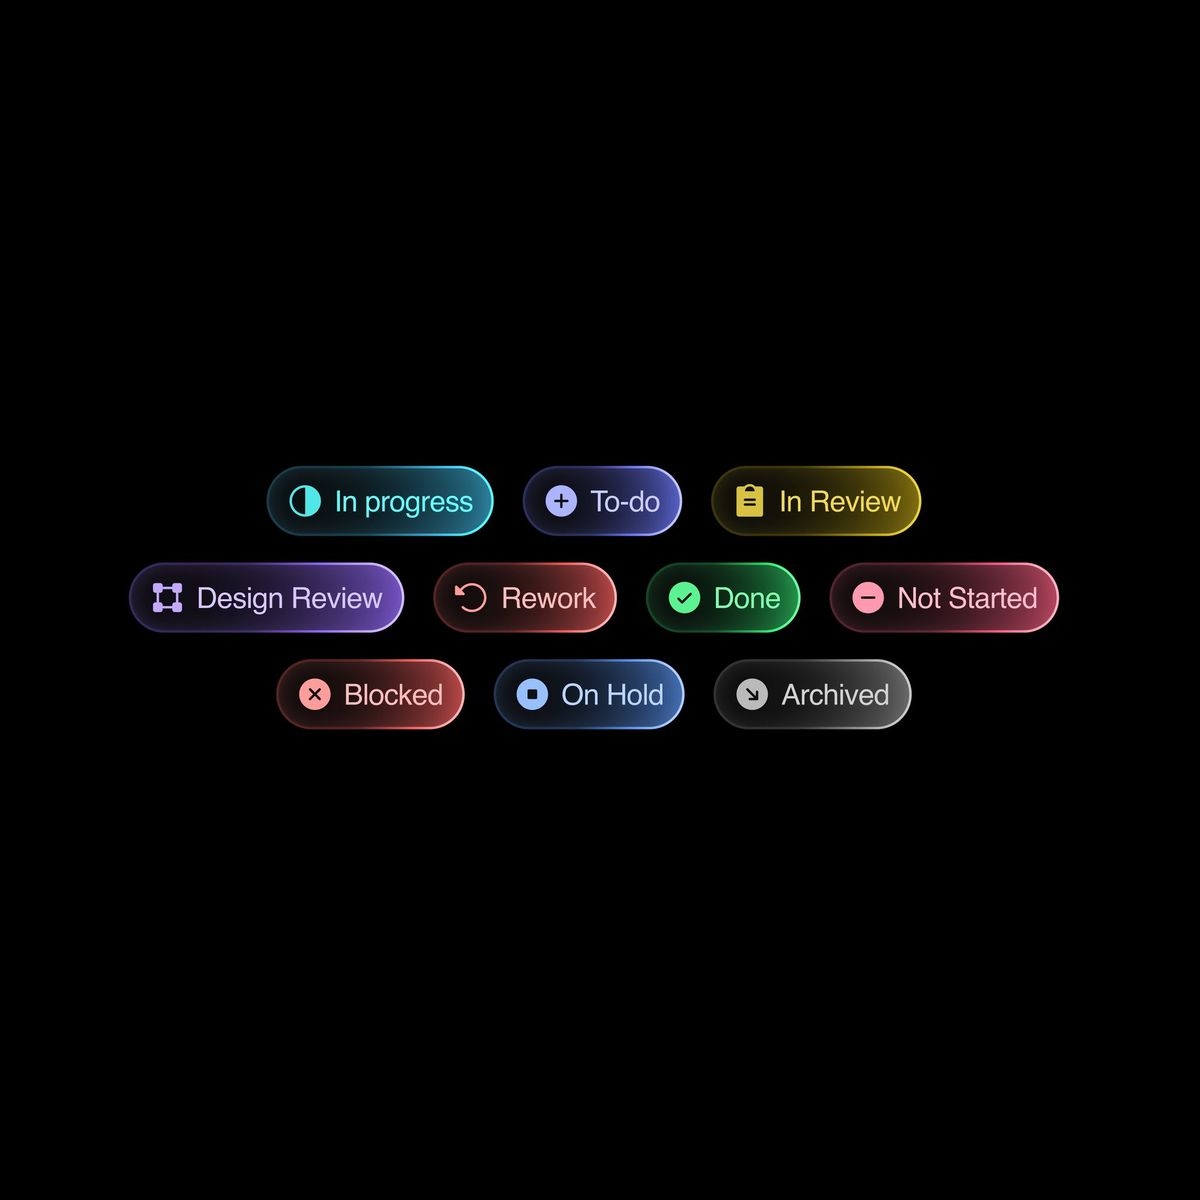 In progress
To-do
In Review
Design Review
Rework
Done
Not Started
Blocked
On Hold
Archived